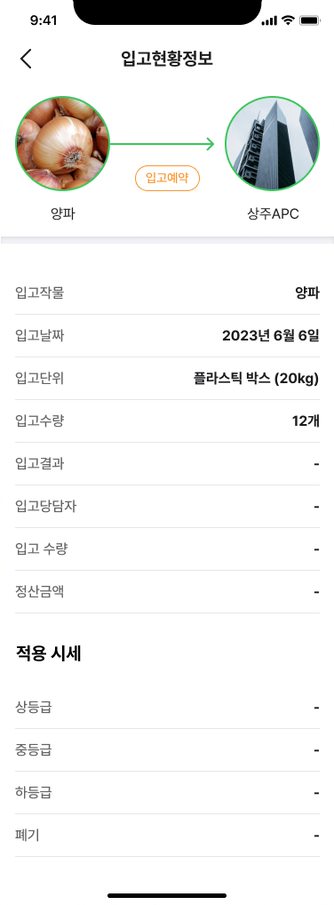 9:41
입고현황정보
입고예약
양파 상주APC
입고작물 양파
입고날짜 2023년 6월 6일
입고단위 플라스틱 박스 (20kg)
입고수량 12개
입고결과 -
입고담당자 -
입고 수량 -
정산금액 -
적용 시세
상등급 -
중등급 -
하등급 -
폐기 -